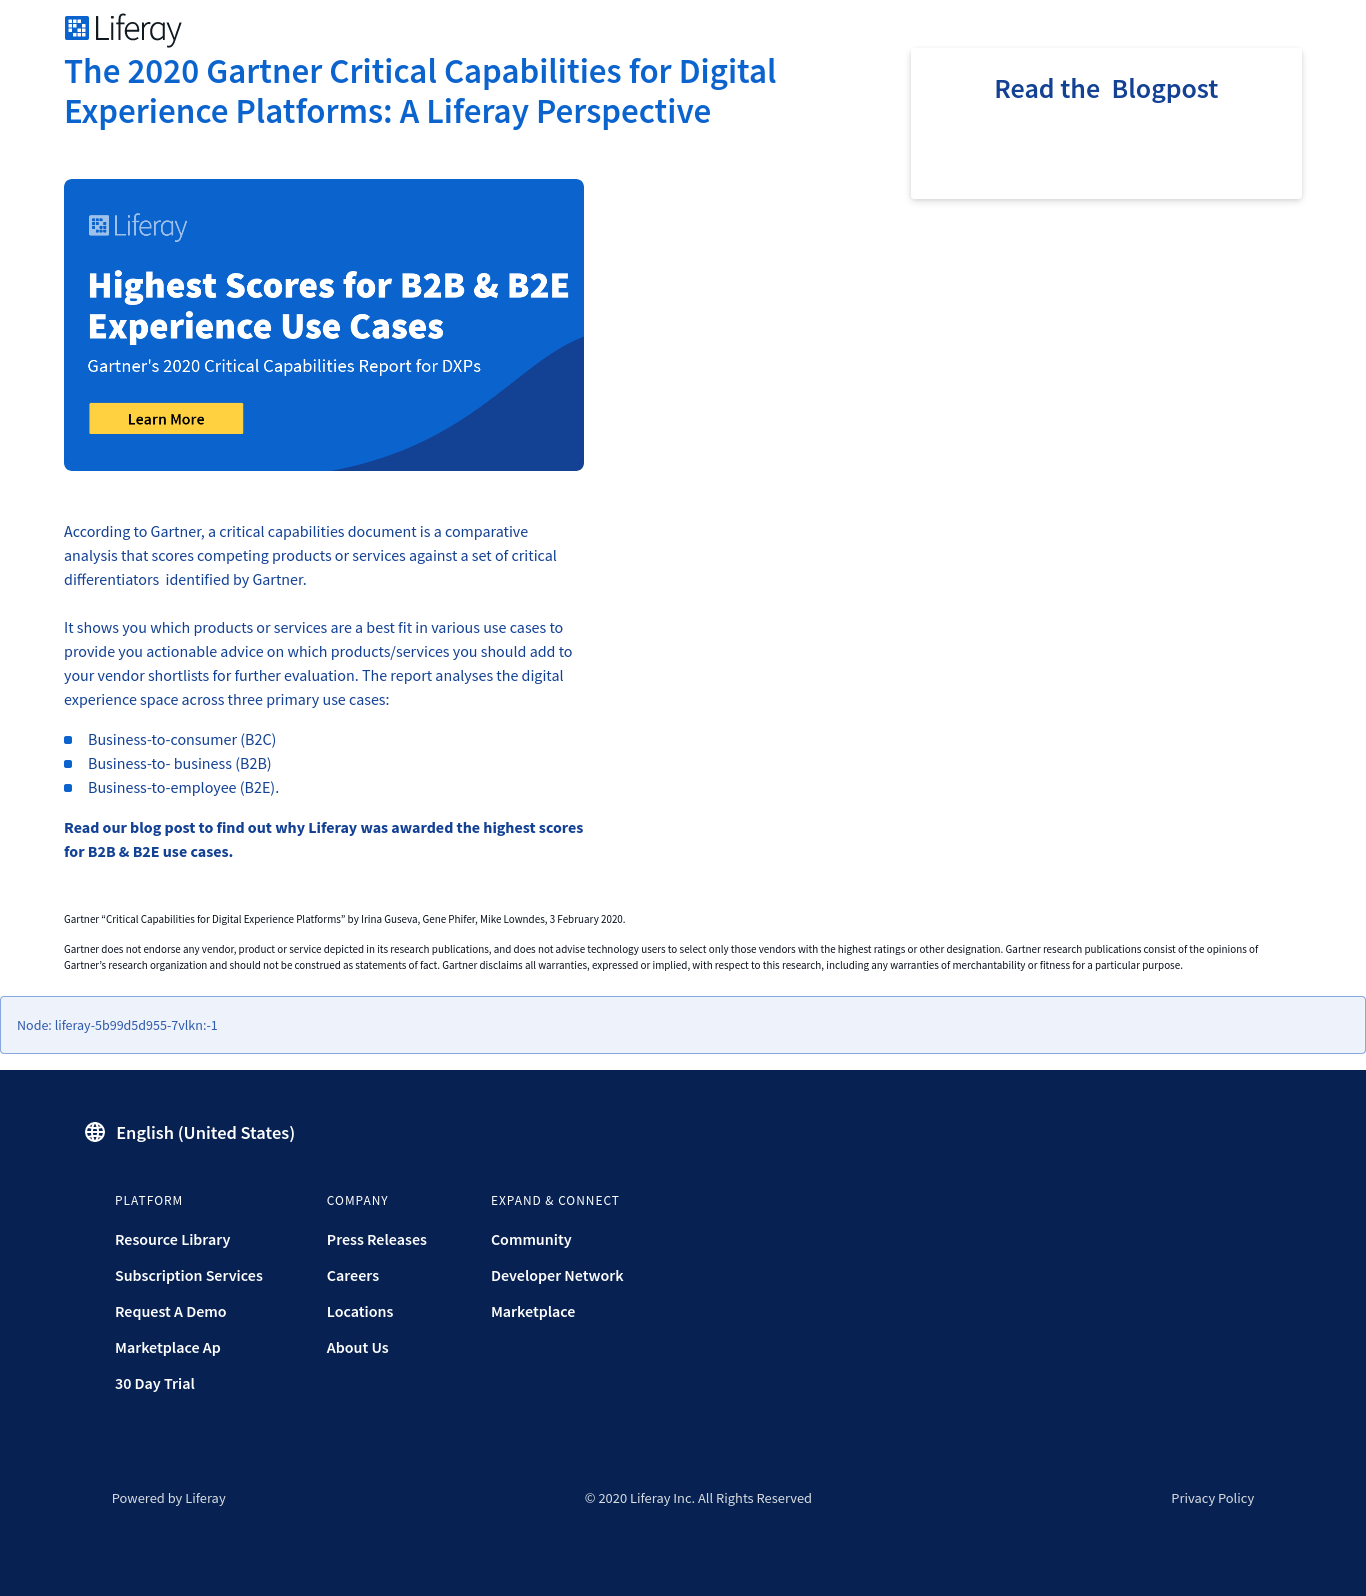 Liferay
The 2020 Gartner Critical Capabilities for Digital
Experience Platforms: A Liferay Perspective
Read the  Blogpost
Liferay
Highest Scores for B2B & B2E
Experience Use Cases
Gartner's 2020 Critical Capabilities Report for DXPs
Learn More
According to Gartner, a critical capabilities document is a comparative
analysis that scores competing products or services against a set of critical
differentiators  identified by Gartner.
It shows you which products or services are a best fit in various use cases to
provide you actionable advice on which products/services you should add to
your vendor shortlists for further evaluation. The report analyses the digital
experience space across three primary use cases:
Business-to-consumer (B2C)
Business-to- business (B2B)
Business-to-employee (B2E).
Read our blog post to find out why Liferay was awarded the highest scores
for B2B & B2E use cases.
Gartner “Critical Capabilities for Digital Experience Platforms” by Irina Guseva, Gene Phifer, Mike Lowndes, 3 February 2020.
Gartner does not endorse any vendor, product or service depicted in its research publications, and does not advise technology users to select only those vendors with the highest ratings or other designation. Gartner research publications consist of the opinions of
Gartner’s research organization and should not be construed as statements of fact. Gartner disclaims all warranties, expressed or implied, with respect to this research, including any warranties of merchantability or fitness for a particular purpose.
Node: liferay-5b99d5d955-7vlkn:-1
English (United States)
PLATFORM
Resource Library
Subscription Services
Request A Demo
Marketplace Ap
30 Day Trial
COMPANY
Press Releases
Careers
Locations
About Us
EXPAND & CONNECT
Community
Developer Network
Marketplace
Powered by Liferay
© 2020 Liferay Inc. All Rights Reserved
Privacy Policy